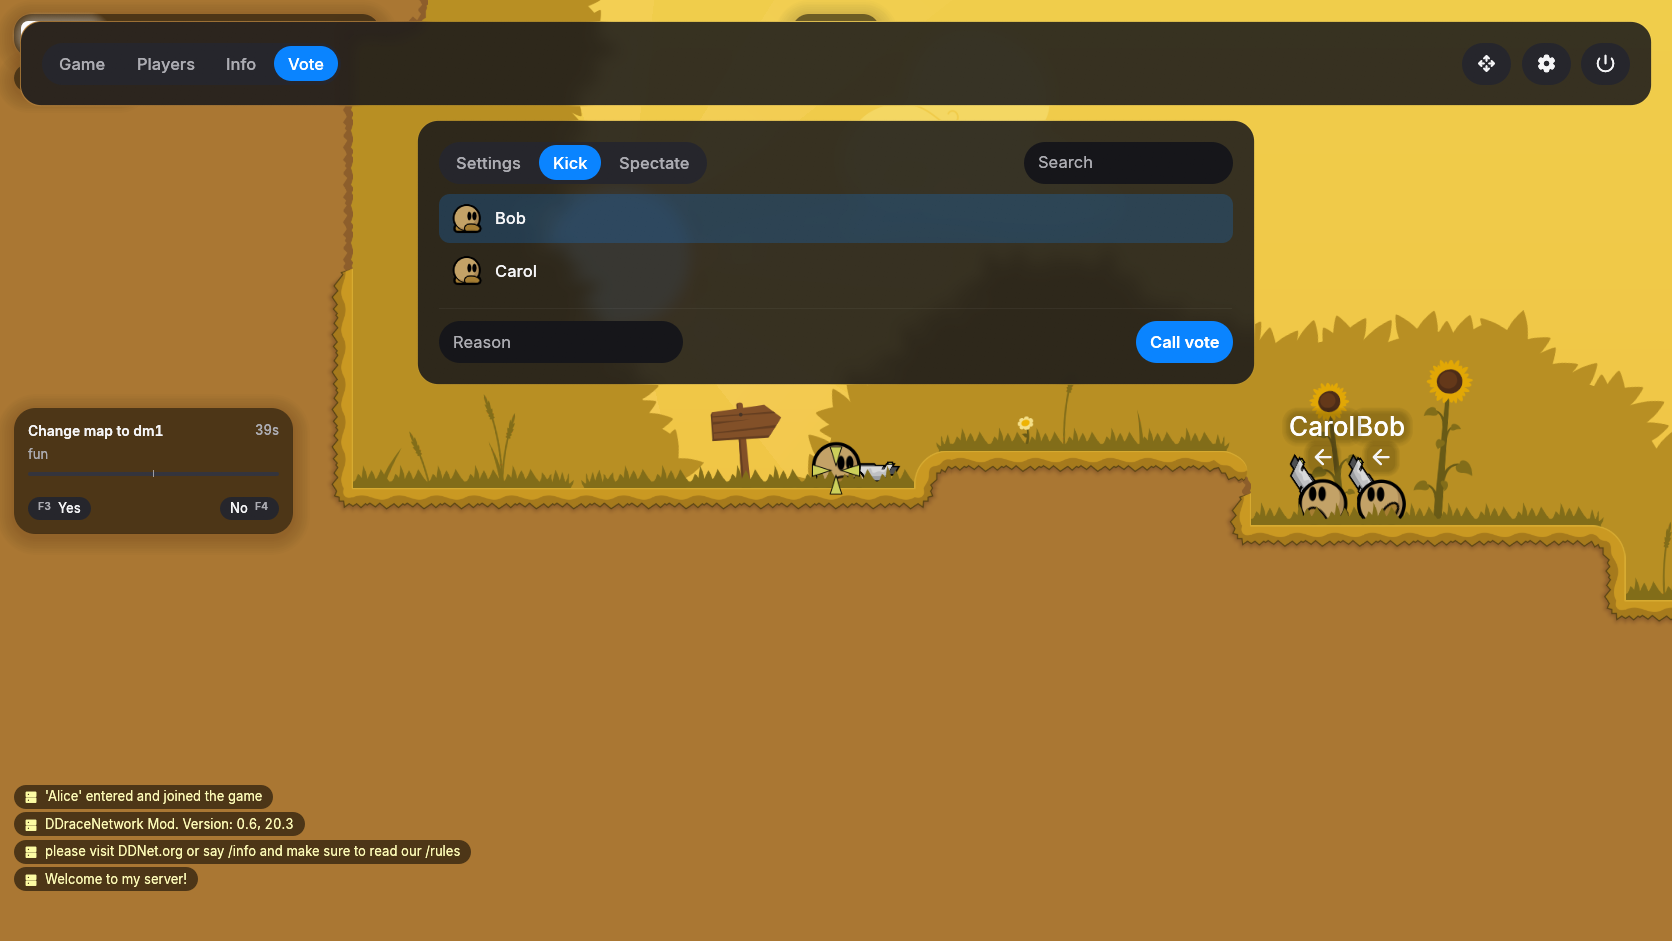 Game Players Info Vote
Settings Kick Spectate Search
Bob
Carol
Reason Call vote
Change map to dm1 39s
fun
F3 Yes No F4
CarolBob
'Alice' entered and joined the game
DDraceNetwork Mod. Version: 0.6, 20.3
please visit DDNet.org or say /info and make sure to read our /rules
Welcome to my server!